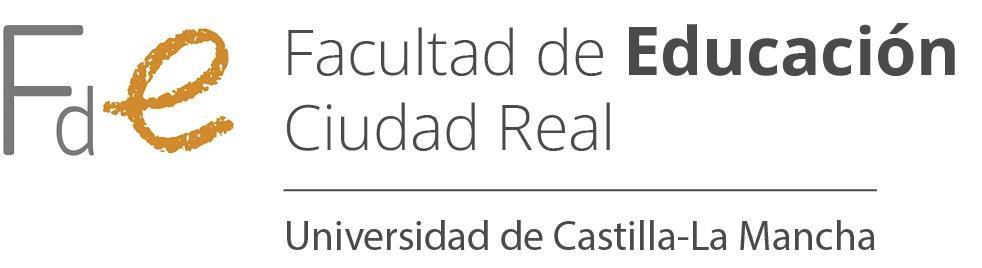 Fde
Facultad de Educación
Ciudad Real
Universidad de Castilla-La Mancha